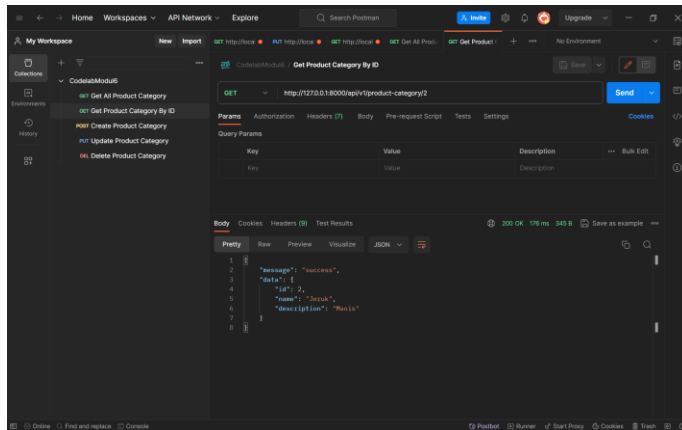 Home Workspaces API Network Explore Search Postman Invite Upgrade
My Workspace New Import GET http://local PUT http://local GET http://local GET Get All Produ GET Get Product No Environment
Collections
Environments
History
CodelabModul6
GET Get All Product Category
GET Get Product Category By ID
POST Create Product Category
PUT Update Product Category
DEL Delete Product Category
CodelabModul6 / Get Product Category By ID Save
GET http://127.0.0.1:8000/api/v1/product-category/2 Send
Params Authorization Headers (7) Body Pre-request Script Tests Settings Cookies
Query Params
Key Value Description Bulk Edit
Key Value Description
Body Cookies Headers (9) Test Results 200 OK 176 ms 345 B Save as example
Pretty Raw Preview Visualize JSON
1 {
2 "message": "success",
3 "data": {
4 "id": 2,
5 "name": "Jeruk",
6 "description": "Manis"
7 }
8 }
Online Find and replace Console Postbot Runner Start Proxy Cookies Trash